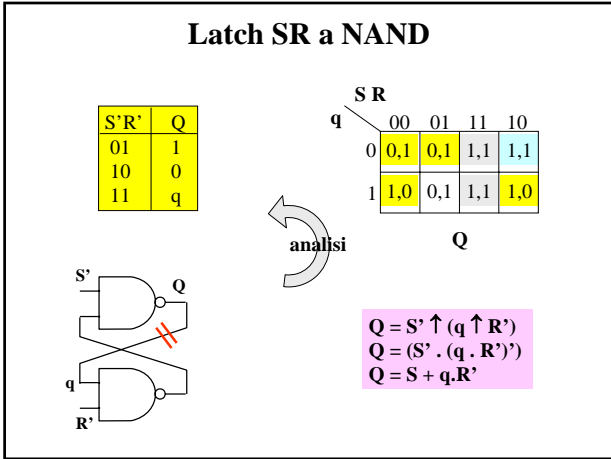 Latch SR a NAND
S'R' Q
01 1
10 0
11 q
S R
q
00 01 11 10
0 0,1 0,1 1,1 1,1
1 1,0 0,1 1,1 1,0
Q
analisi
S'
Q
q
R'
Q = S' ↑ (q ↑ R')
Q = (S' . (q . R')')
Q = S + q.R'